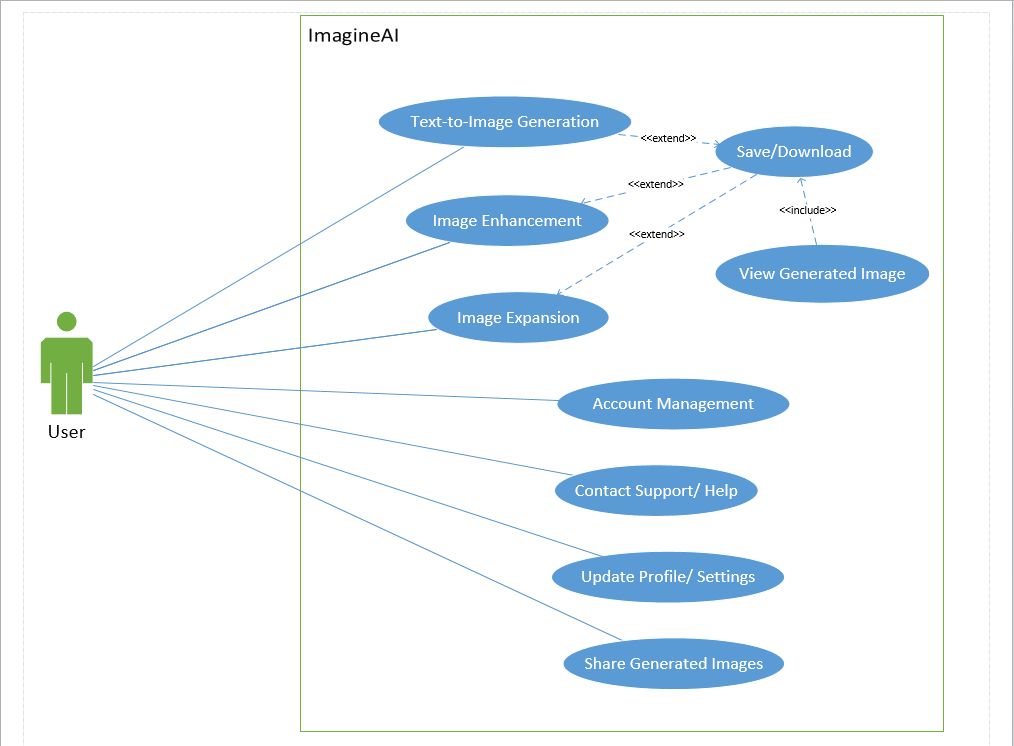 ImagineAI
Text-to-Image Generation
<<extend>>
Save/Download
<<extend>>
Image Enhancement
<<include>>
<<extend>>
View Generated Image
Image Expansion
Account Management
User
Contact Support/ Help
Update Profile/ Settings
Share Generated Images